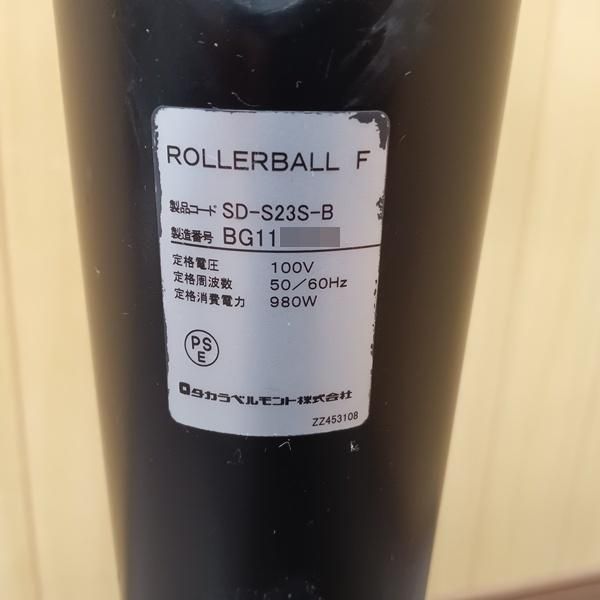 ROLLERBALL F
製品コード SD-S23S-B
製造番号 BG11
定格電圧 100V
定格周波数 50/60Hz
定格消費電力 980W
PS
E
タカラベルモント株式会社
ZZ453108